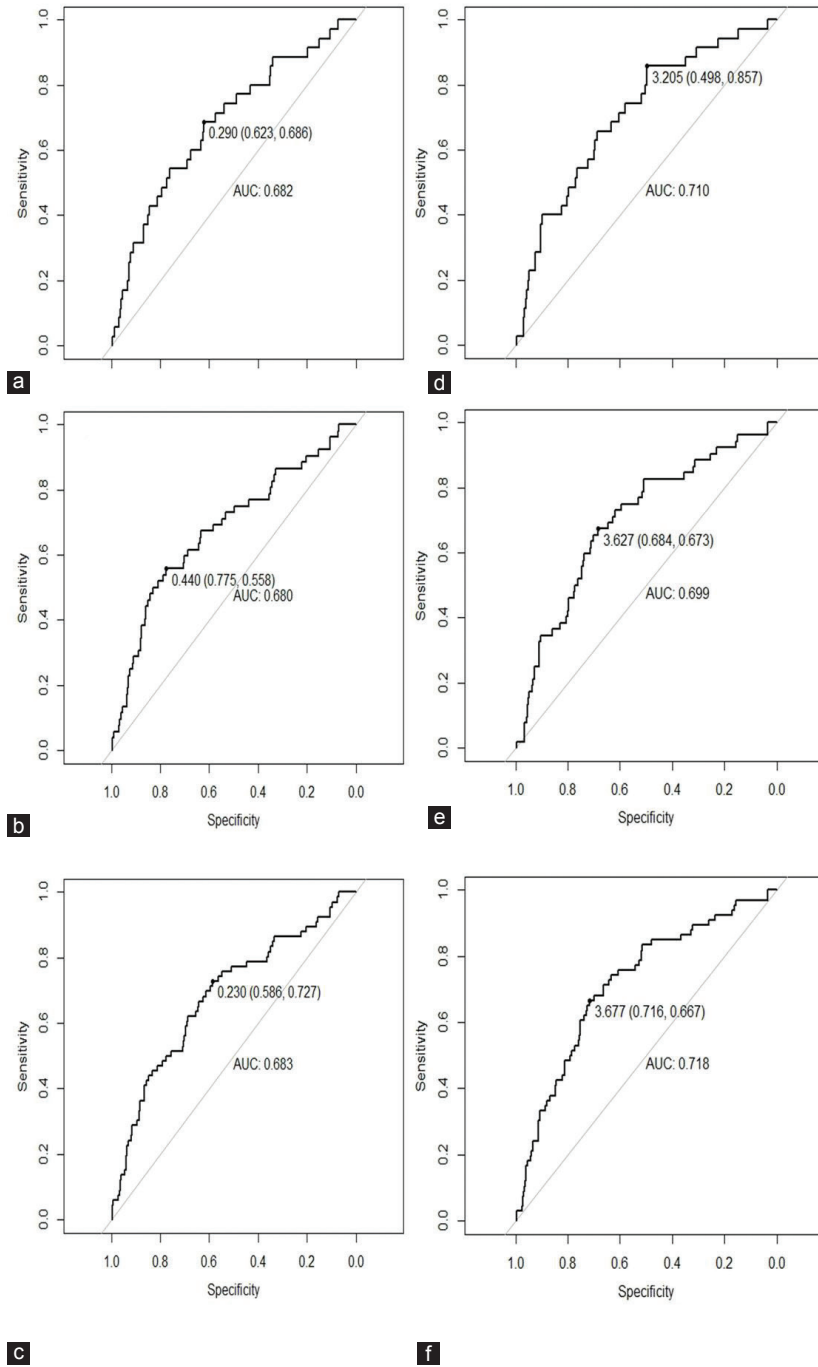 Sensitivity
0.0 0.2 0.4 0.6 0.8 1.0
0.290 (0.623, 0.686)
AUC: 0.682
a
Sensitivity
0.0 0.2 0.4 0.6 0.8 1.0
3.205 (0.498, 0.857)
AUC: 0.710
d
Sensitivity
0.0 0.2 0.4 0.6 0.8 1.0
0.440 (0.775, 0.558)
AUC: 0.680
1.0 0.8 0.6 0.4 0.2 0.0
Specificity
b
Sensitivity
0.0 0.2 0.4 0.6 0.8 1.0
3.627 (0.684, 0.673)
AUC: 0.699
1.0 0.8 0.6 0.4 0.2 0.0
Specificity
e
Sensitivity
0.0 0.2 0.4 0.6 0.8 1.0
0.230 (0.586, 0.727)
AUC: 0.683
1.0 0.8 0.6 0.4 0.2 0.0
Specificity
c
Sensitivity
0.0 0.2 0.4 0.6 0.8 1.0
3.677 (0.716, 0.667)
AUC: 0.718
1.0 0.8 0.6 0.4 0.2 0.0
Specificity
f